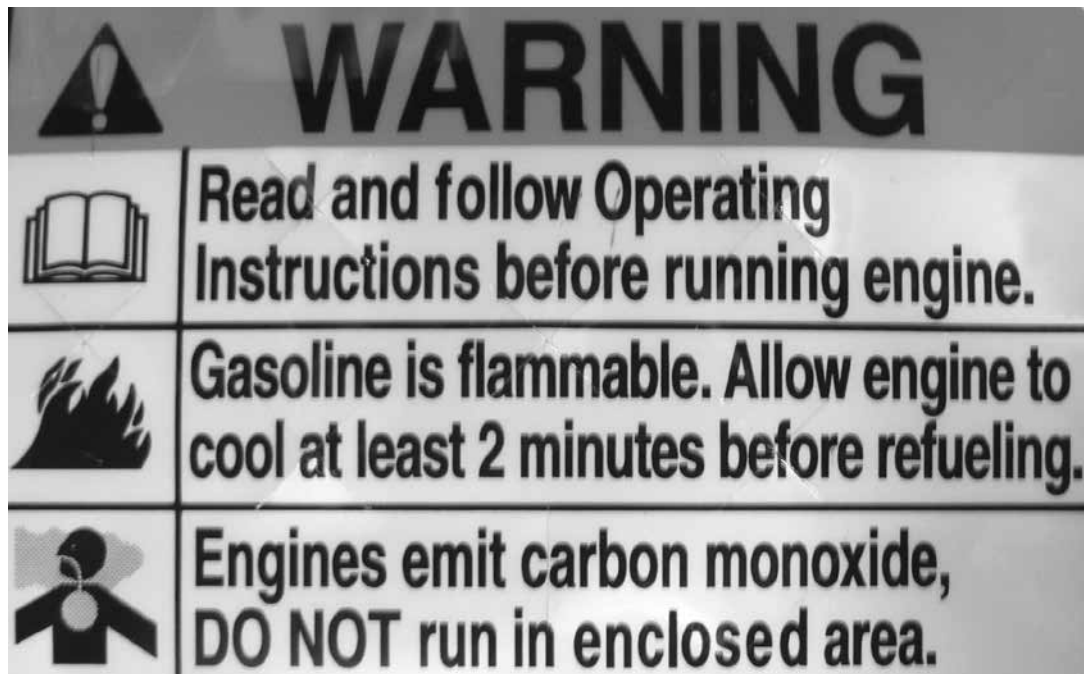 WARNING
Read and follow Operating
Instructions before running engine.
Gasoline is flammable. Allow engine to
cool at least 2 minutes before refueling.
Engines emit carbon monoxide,
DO NOT run in enclosed area.